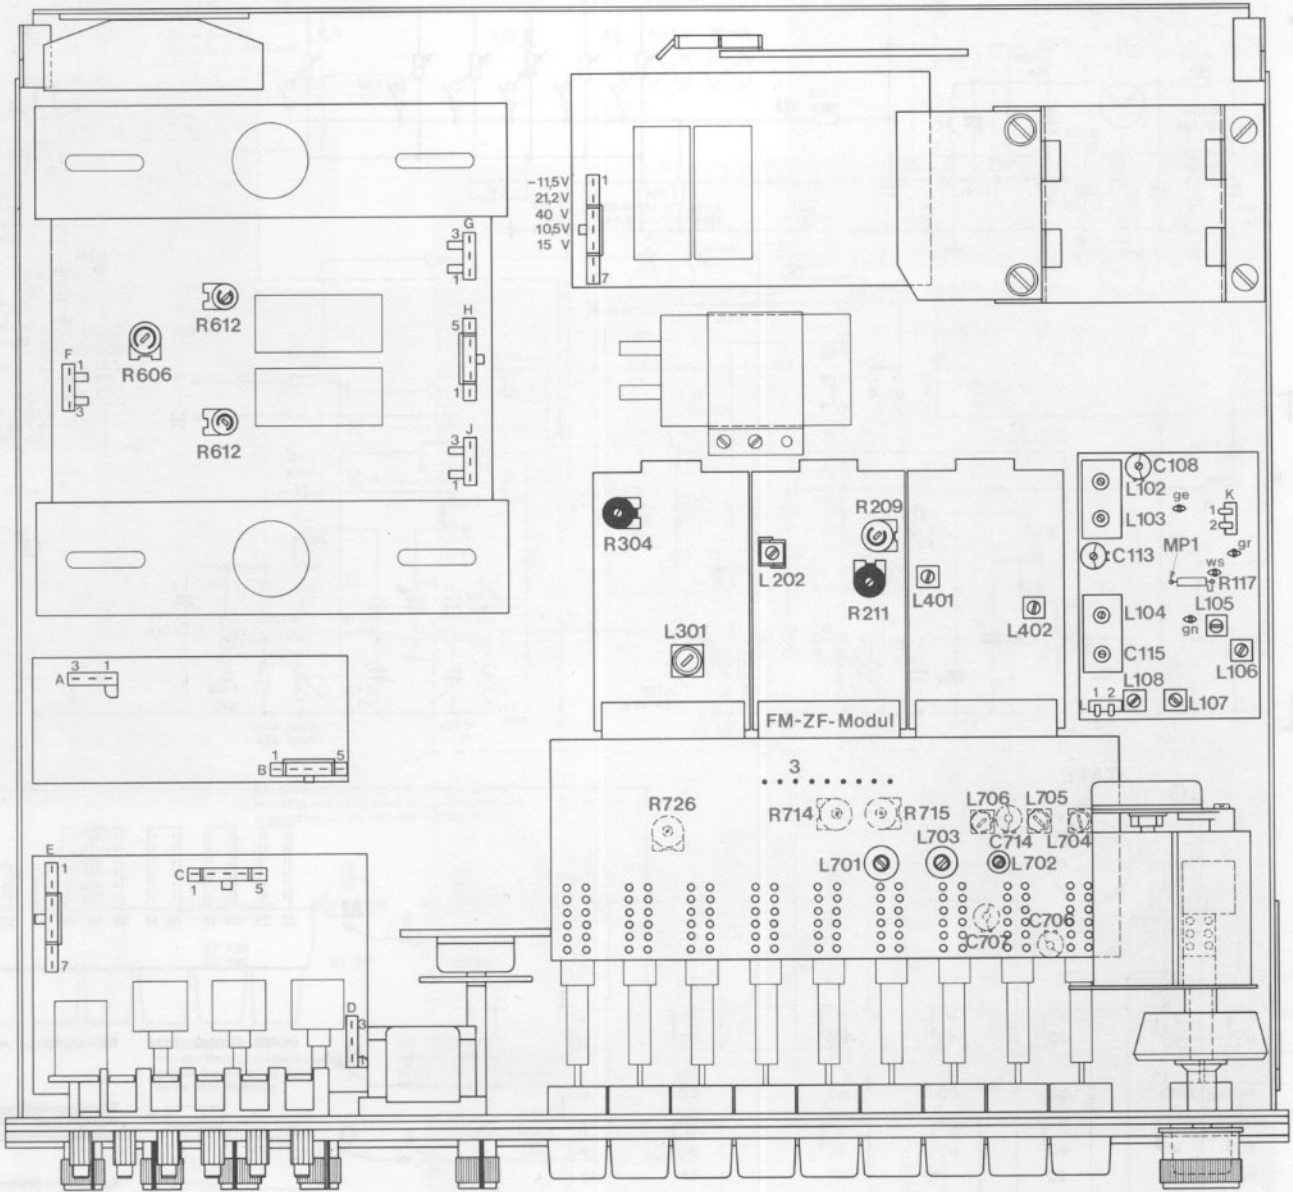 -11,5V 1
21,2V
40 V
10,5V
15 V
7
G
3
1
H
5
1
R612
R606
F
1
3
R612
J
3
1
C108
L102
ge
K
1
2
L103
R304
R209
C113
MP1
gr
ws
R117
L202
R211
L401
L402
L104
L105
gn
L301
C115
L106
L108
L 1 2
L107
3 1
A
FM-ZF-Modul
1 5
B
3
R726
R714
R715
L706
L705
C714
L704
L701
L703
L702
E
1
7
C
1 5
C707
C706
D
3
1